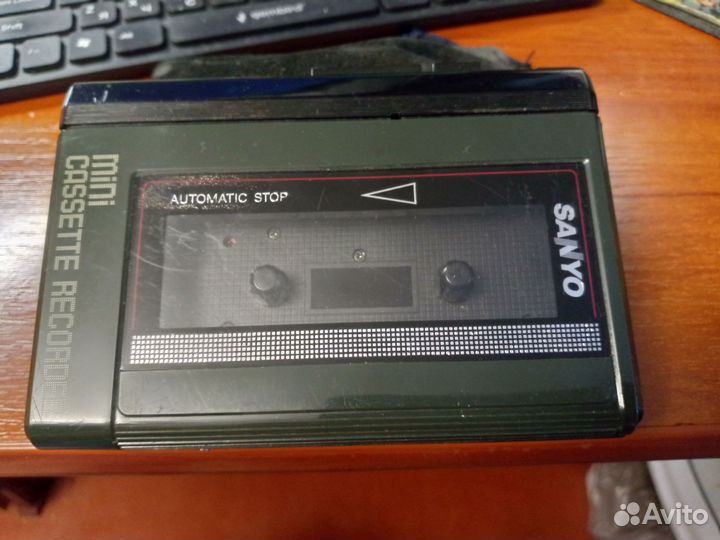 mini
CASSETTE RECORDER
AUTOMATIC STOP
SANYO
Avito